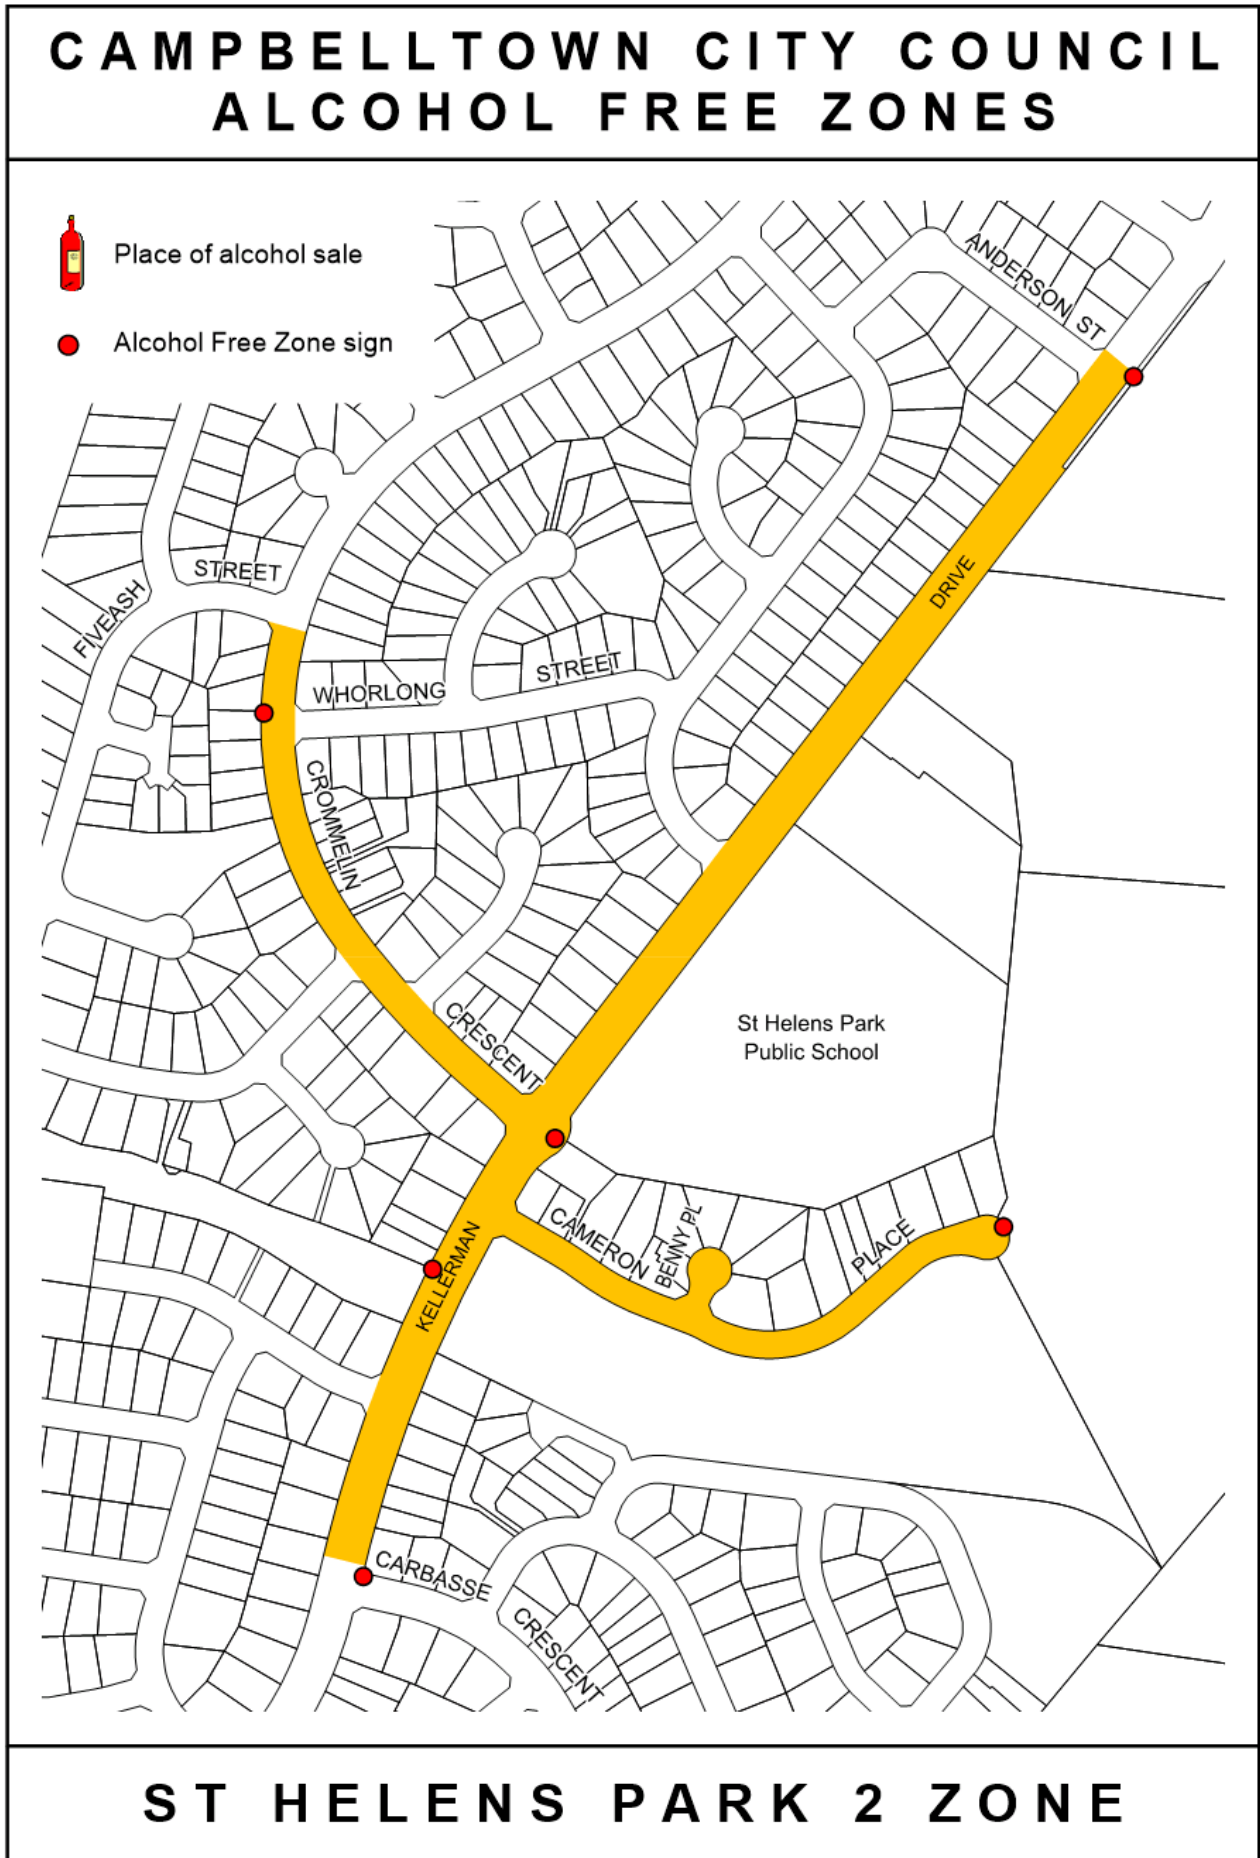 CAMPBELLTOWN CITY COUNCIL
ALCOHOL FREE ZONES
Place of alcohol sale
Alcohol Free Zone sign
ANDERSON ST
STREET
FIVEASH
DRIVE
STREET
WHORLONG
CROMMELIN
CRESCENT
St Helens Park
Public School
CAMERON
BENNY PL
PLACE
KELLERMAN
CARBASSE
CRESCENT
ST HELENS PARK 2 ZONE